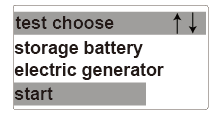 test choose ↑↓
storage battery
electric generator
start